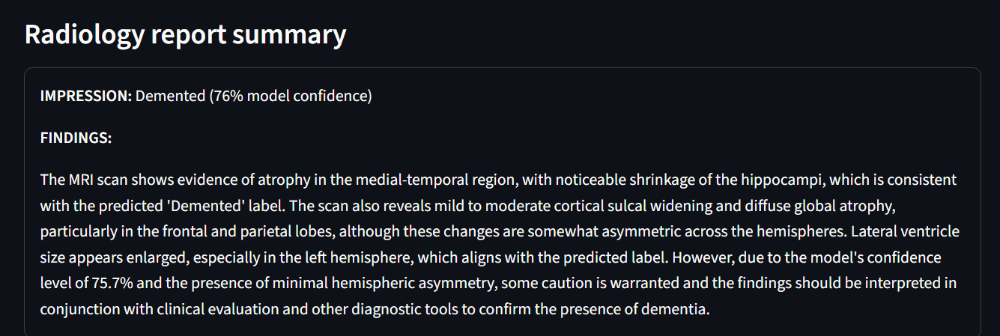 Radiology report summary
IMPRESSION: Demented (76% model confidence)
FINDINGS:
The MRI scan shows evidence of atrophy in the medial-temporal region, with noticeable shrinkage of the hippocampi, which is consistent
with the predicted 'Demented' label. The scan also reveals mild to moderate cortical sulcal widening and diffuse global atrophy,
particularly in the frontal and parietal lobes, although these changes are somewhat asymmetric across the hemispheres. Lateral ventricle
size appears enlarged, especially in the left hemisphere, which aligns with the predicted label. However, due to the model's confidence
level of 75.7% and the presence of minimal hemispheric asymmetry, some caution is warranted and the findings should be interpreted in
conjunction with clinical evaluation and other diagnostic tools to confirm the presence of dementia.